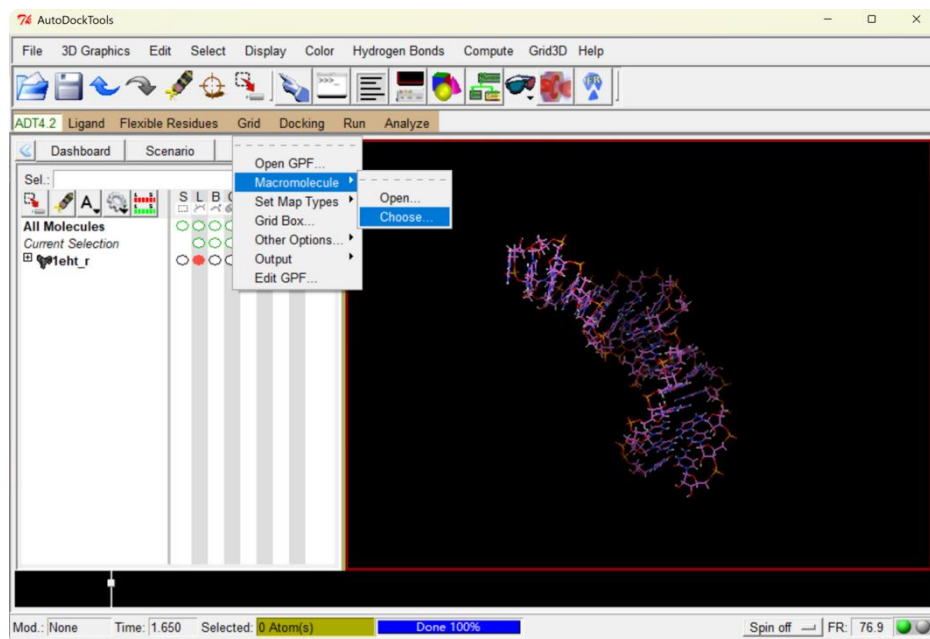 AutoDockTools
File 3D Graphics Edit Select Display Color Hydrogen Bonds Compute Grid3D Help
ADT4.2 Ligand Flexible Residues Grid Docking Run Analyze
Dashboard Scenario
Sel.:
S L B C
All Molecules
Current Selection
1eht_r
Open GPF...
Macromolecule
Set Map Types
Grid Box...
Other Options...
Output
Edit GPF...
Open...
Choose...
Mod.: None Time: 1.650 Selected: 0 Atom(s) Done 100% Spin off FR: 76.9